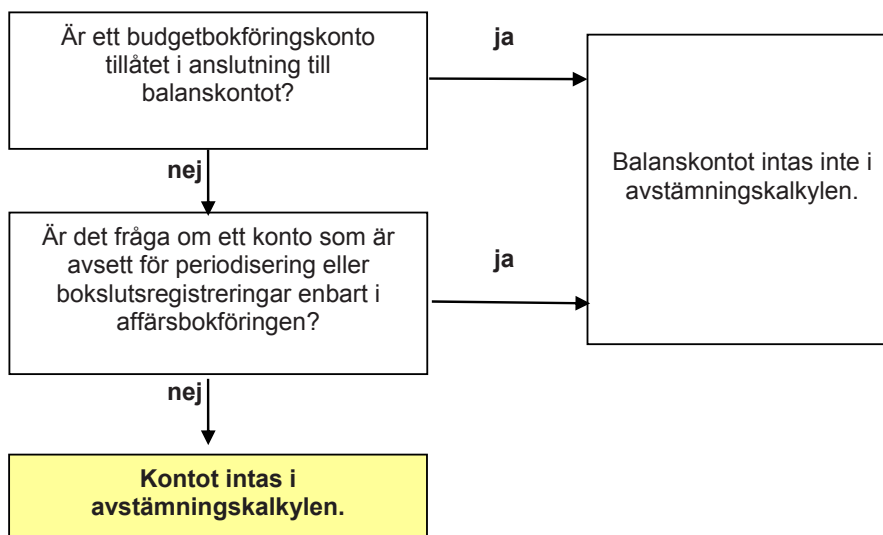 Är ett budgetbokföringskonto
tillåtet i anslutning till
balanskontot?
ja
Balanskontot intas inte i
avstämningskalkylen.
nej
Är det fråga om ett konto som är
avsett för periodisering eller
bokslutsregistreringar enbart i
affärsbokföringen?
ja
nej
Kontot intas i
avstämningskalkylen.